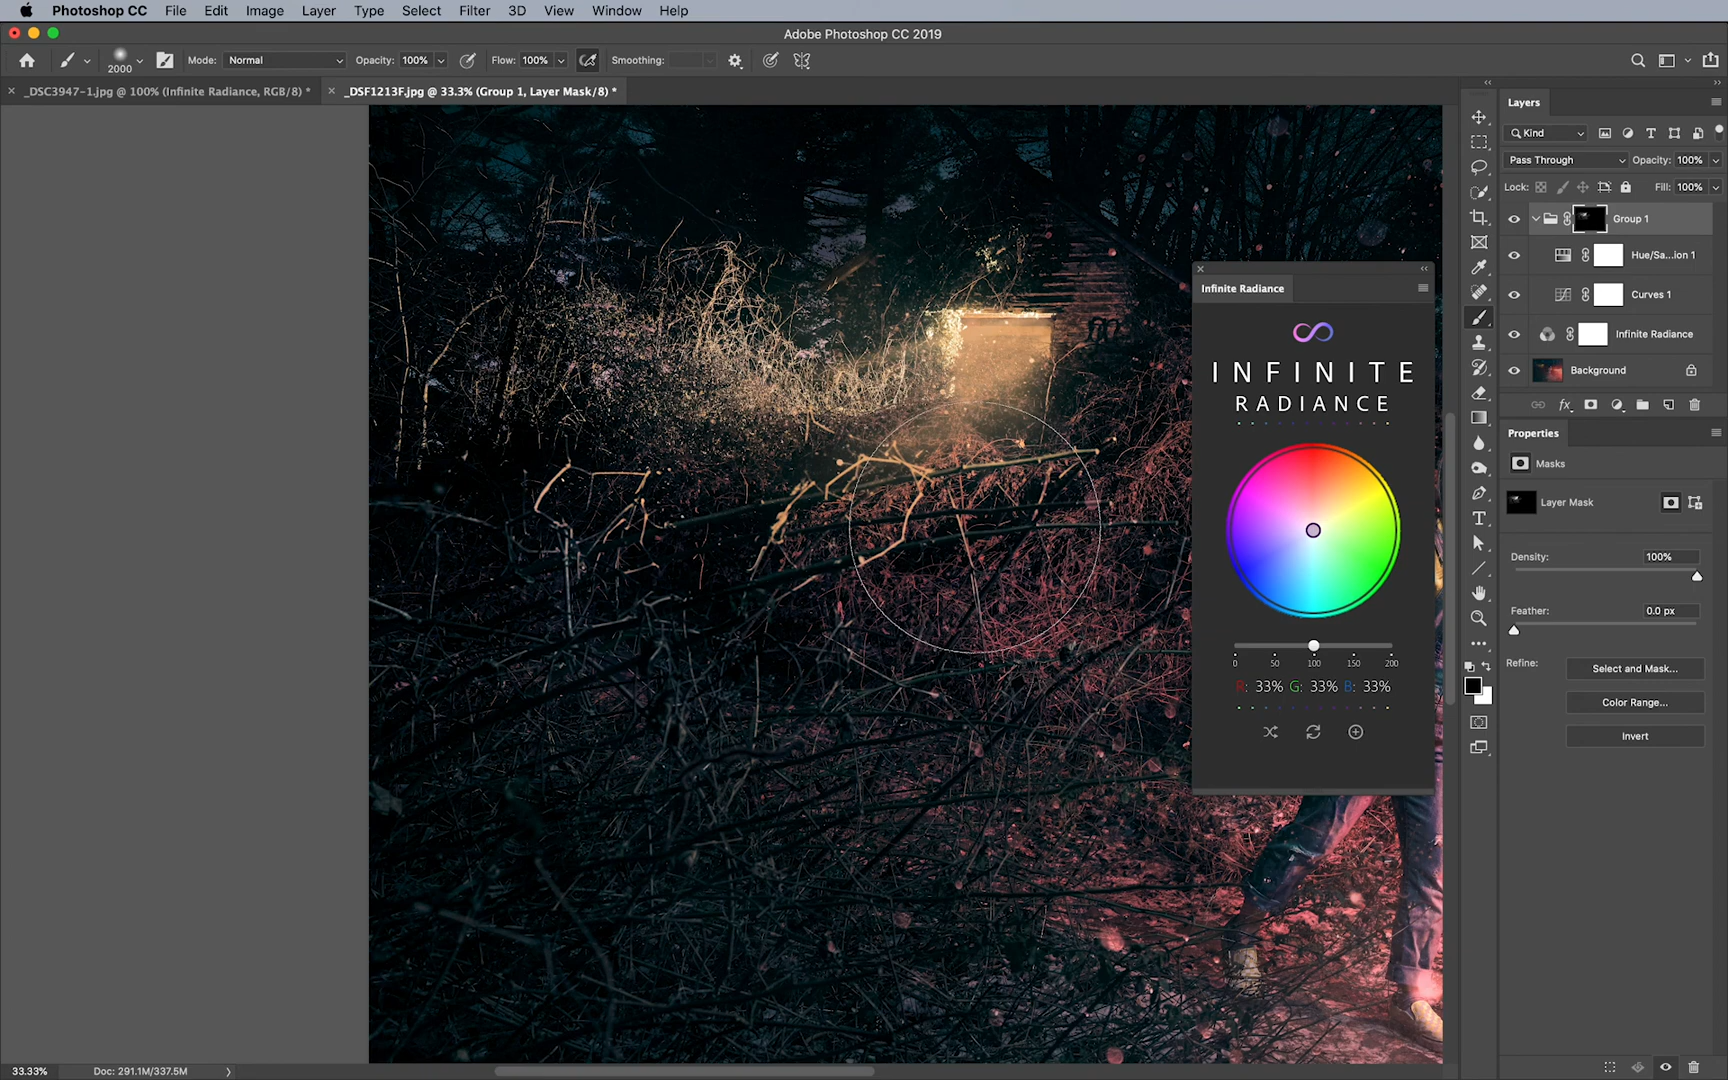 Photoshop CC File Edit Image Layer Type Select Filter 3D View Window Help
Adobe Photoshop CC 2019
2000 Mode: Normal Opacity: 100% Flow: 100% Smoothing:
_DSC3947-1.jpg @ 100% (Infinite Radiance, RGB/8) *
_DSF1213F.jpg @ 33.3% (Group 1, Layer Mask/8) *
Layers
Kind
Pass Through Opacity: 100%
Lock: Fill: 100%
Group 1
Hue/Sa...ion 1
Curves 1
Infinite Radiance
Background
fx
Properties
Masks
Layer Mask
Density: 100%
Feather: 0.0 px
Refine: Select and Mask...
Color Range...
Invert
Infinite Radiance
INFINITE
RADIANCE
0 50 100 150 200
R: 33% G: 33% B: 33%
33.33% Doc: 291.1M/337.5M